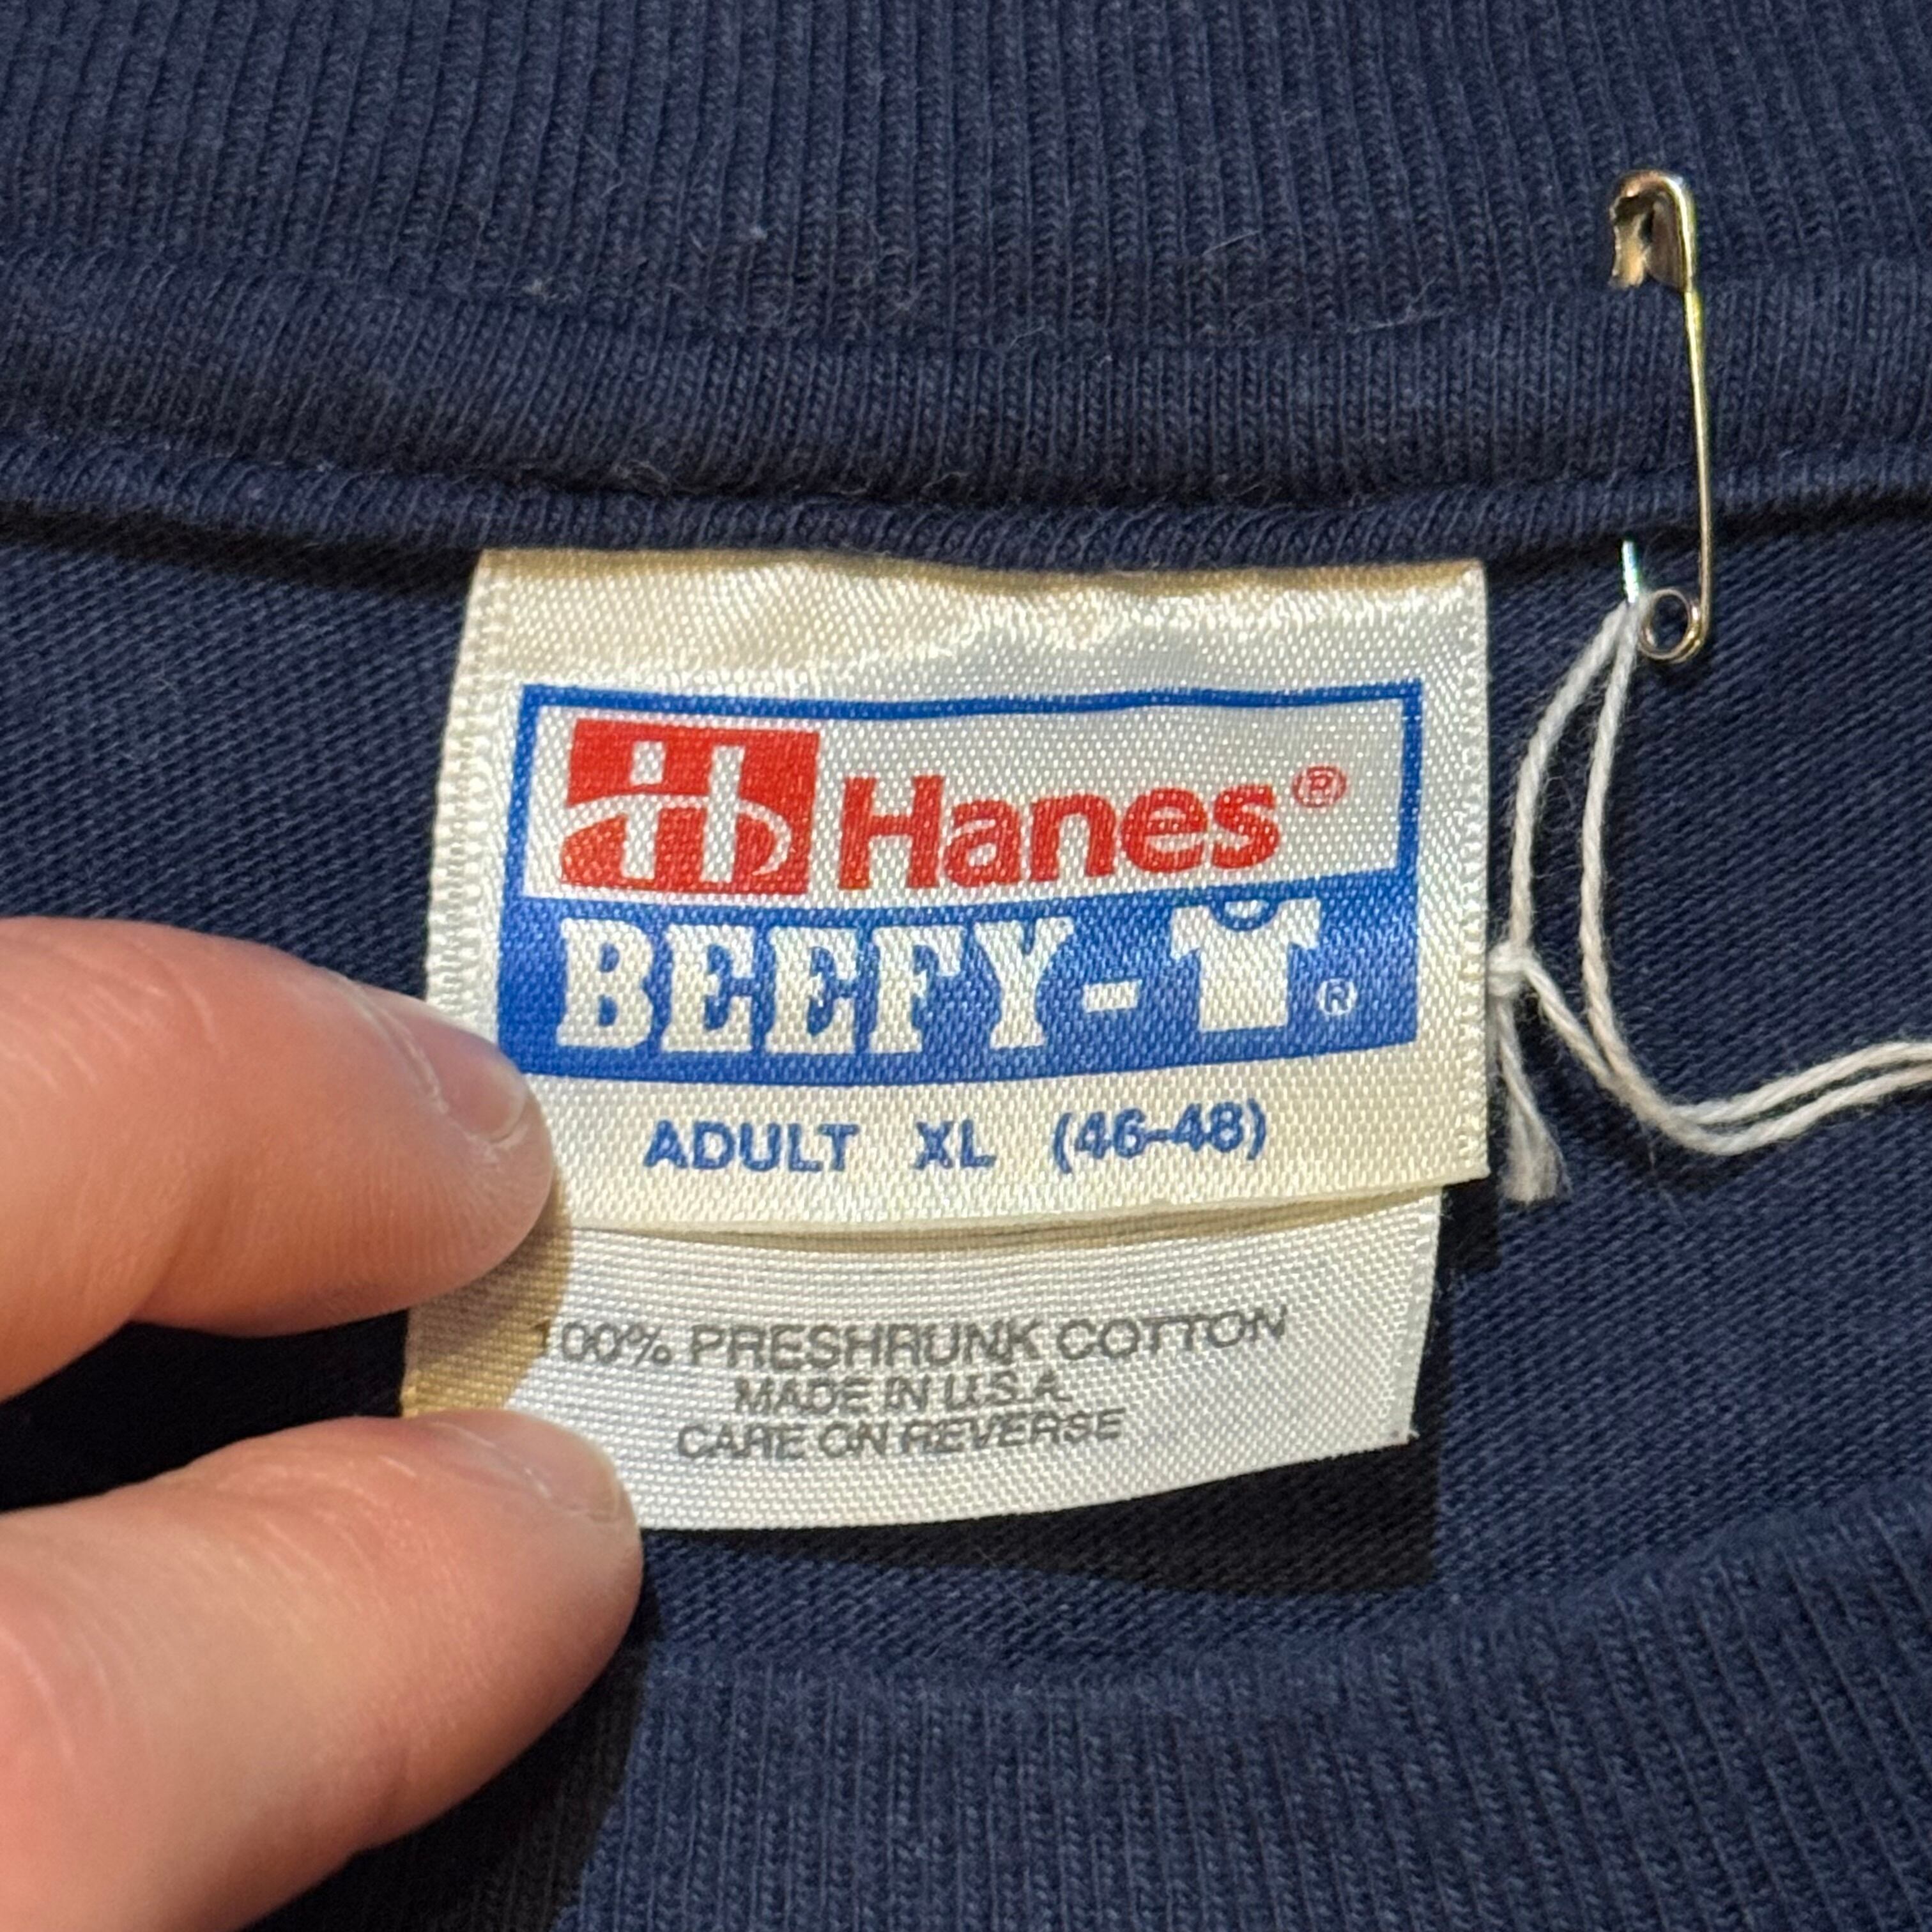 Hanes®
BEEFY-T®
ADULT XL (46-48)
100% PRESHRUNK COTTON
MADE IN U.S.A.
CARE ON REVERSE